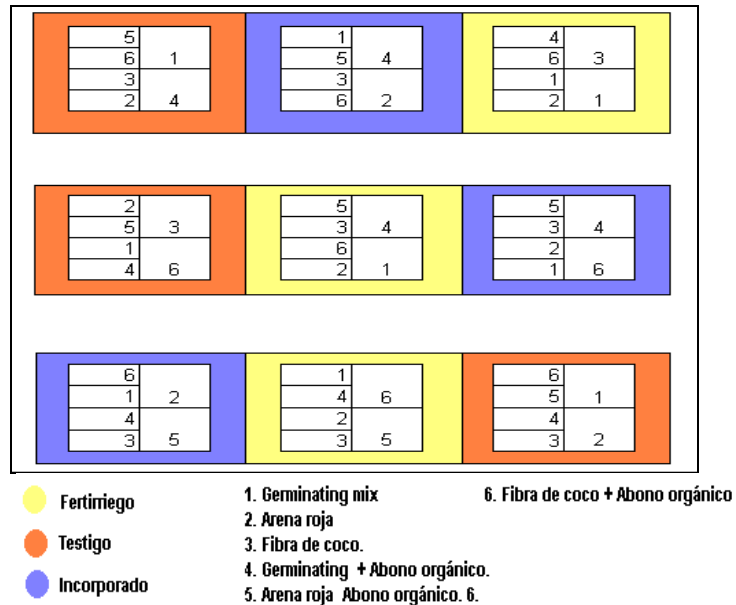 5 1 4
6 1 5 4 6 3
3 3 1
2 4 6 2 2 1
2 5 5
5 3 3 4 3 4
1 6 2
4 6 2 1 1 6
6 1 6
1 2 4 6 5 1
4 2 4
3 5 3 5 3 2
Fertirriego
Testigo
Incorporado
1. Germinating mix
2. Arena roja
3. Fibra de coco.
4. Germinating + Abono orgánico.
5. Arena roja Abono orgánico. 6.
6. Fibra de coco + Abono orgánico